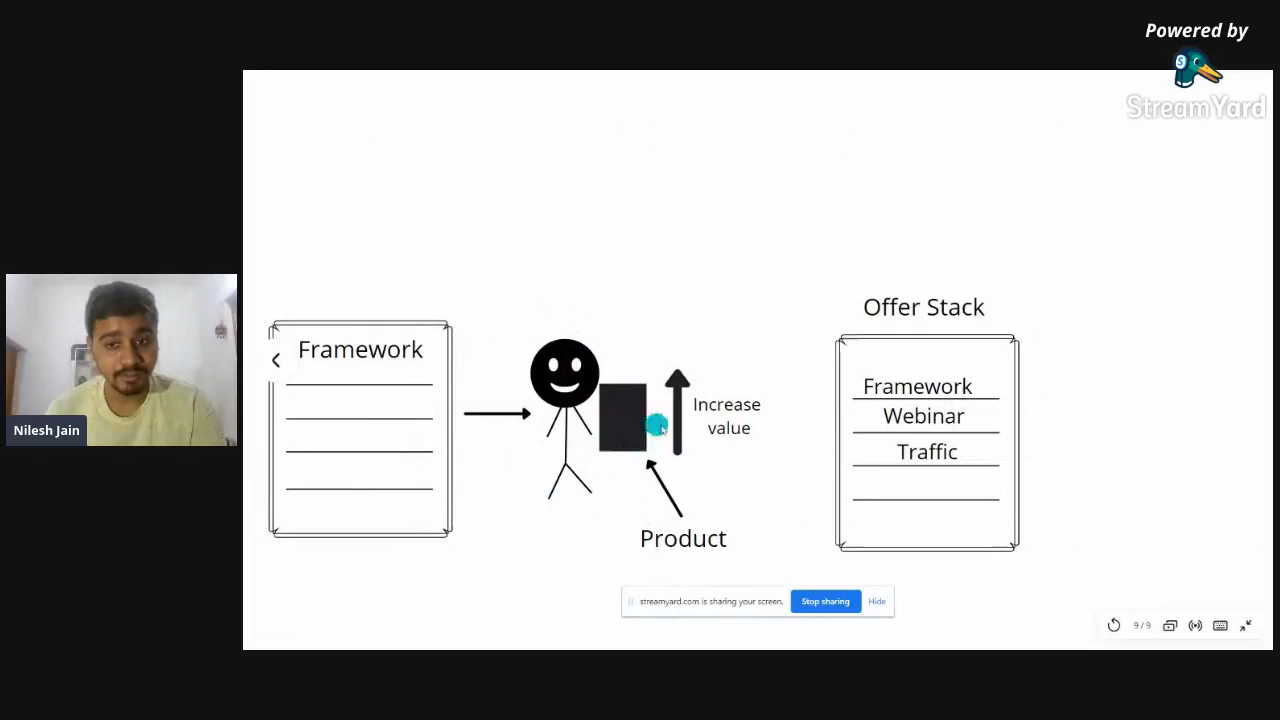 Powered by
S
StreamYard
Offer Stack
Framework
Framework
Increase
value
Webinar
Traffic
Nilesh Jain
Product
streamyard.com is sharing your screen.
Stop sharing
Hide
9/9